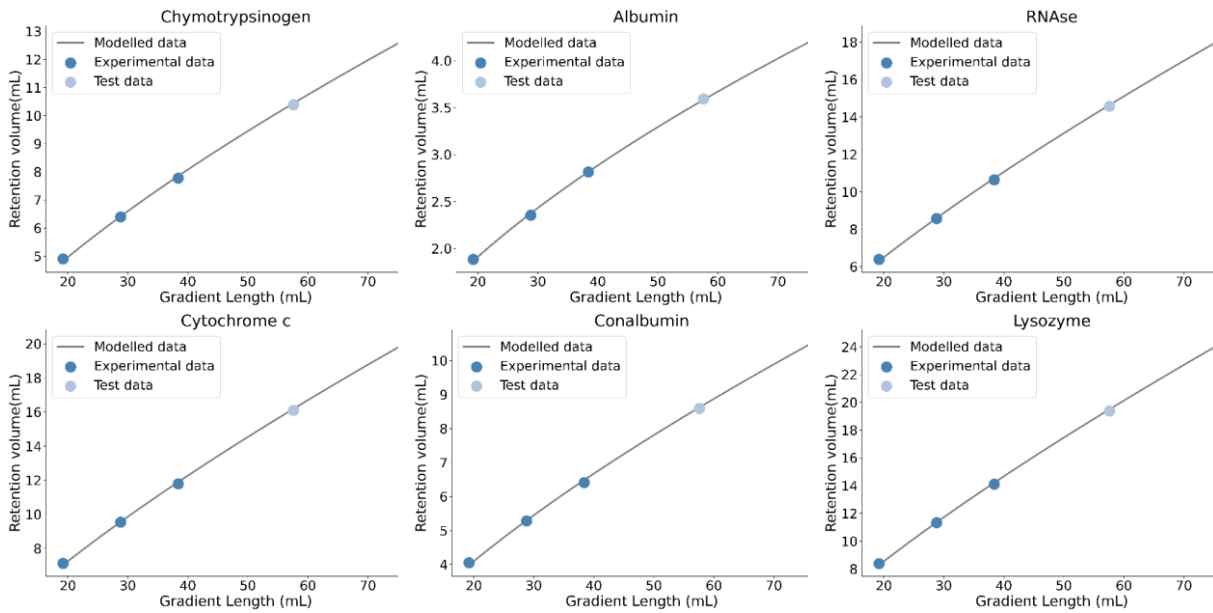 Chymotrypsinogen
13
12
11
10
9
8
7
6
5
Retention volume(mL)
Modelled data
Experimental data
Test data
20 30 40 50 60 70
Gradient Length (mL)
Albumin
4.0
3.5
3.0
2.5
2.0
Retention volume(mL)
Modelled data
Experimental data
Test data
20 30 40 50 60 70
Gradient Length (mL)
RNAse
18
16
14
12
10
8
6
Retention volume(mL)
Modelled data
Experimental data
Test data
20 30 40 50 60 70
Gradient Length (mL)
Cytochrome c
20
18
16
14
12
10
8
Retention volume(mL)
Modelled data
Experimental data
Test data
20 30 40 50 60 70
Gradient Length (mL)
Conalbumin
10
9
8
7
6
5
4
Retention volume(mL)
Modelled data
Experimental data
Test data
20 30 40 50 60 70
Gradient Length (mL)
Lysozyme
24
22
20
18
16
14
12
10
8
Retention volume(mL)
Modelled data
Experimental data
Test data
20 30 40 50 60 70
Gradient Length (mL)